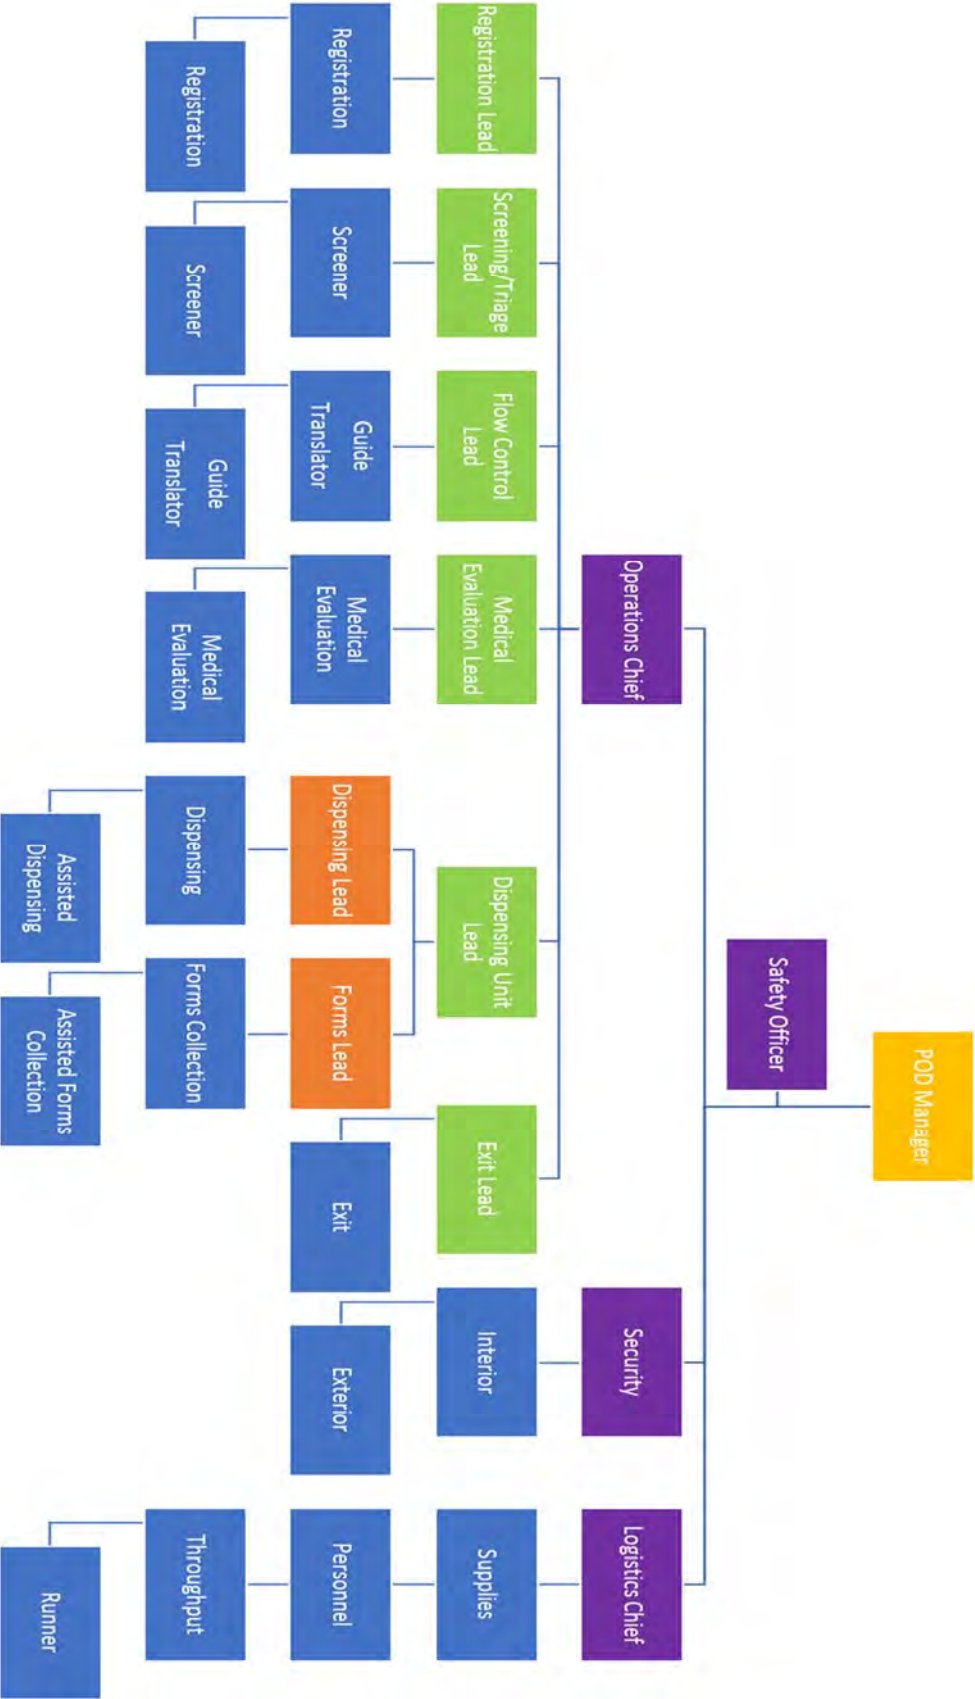 POD Manager
Safety Officer
Operations Chief
Security
Logistics Chief
Registration Lead
Screening/Triage
Lead
Flow Control
Lead
Medical
Evaluation Lead
Dispensing Unit
Lead
Exit Lead
Interior
Supplies
Registration
Screener
Guide
Translator
Medical
Evaluation
Dispensing Lead
Forms Lead
Exit
Exterior
Personnel
Registration
Screener
Guide
Translator
Medical
Evaluation
Dispensing
Forms Collection
Throughput
Assisted
Dispensing
Assisted Forms
Collection
Runner